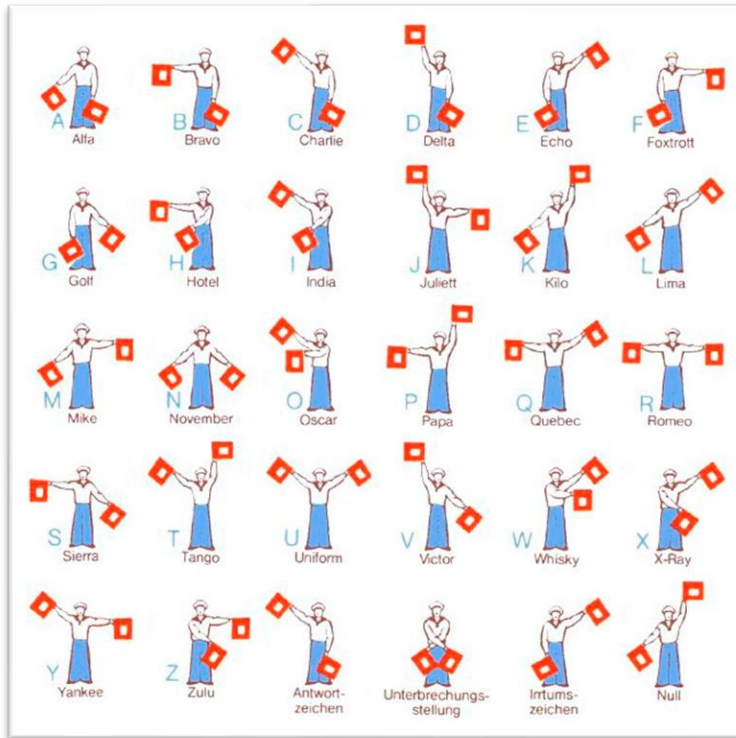 A B C D E F
Alfa Bravo Charlie Delta Echo Foxtrott
G H I J K L
Golf Hotel India Juliett Kilo Lima
M N O P Q R
Mike November Oscar Papa Quebec Romeo
S T U V W X
Sierra Tango Uniform Victor Whisky X-Ray
Y Z
Yankee Zulu Antwort- Unterbrechungs- Irrtums- Null
zeichen stellung zeichen